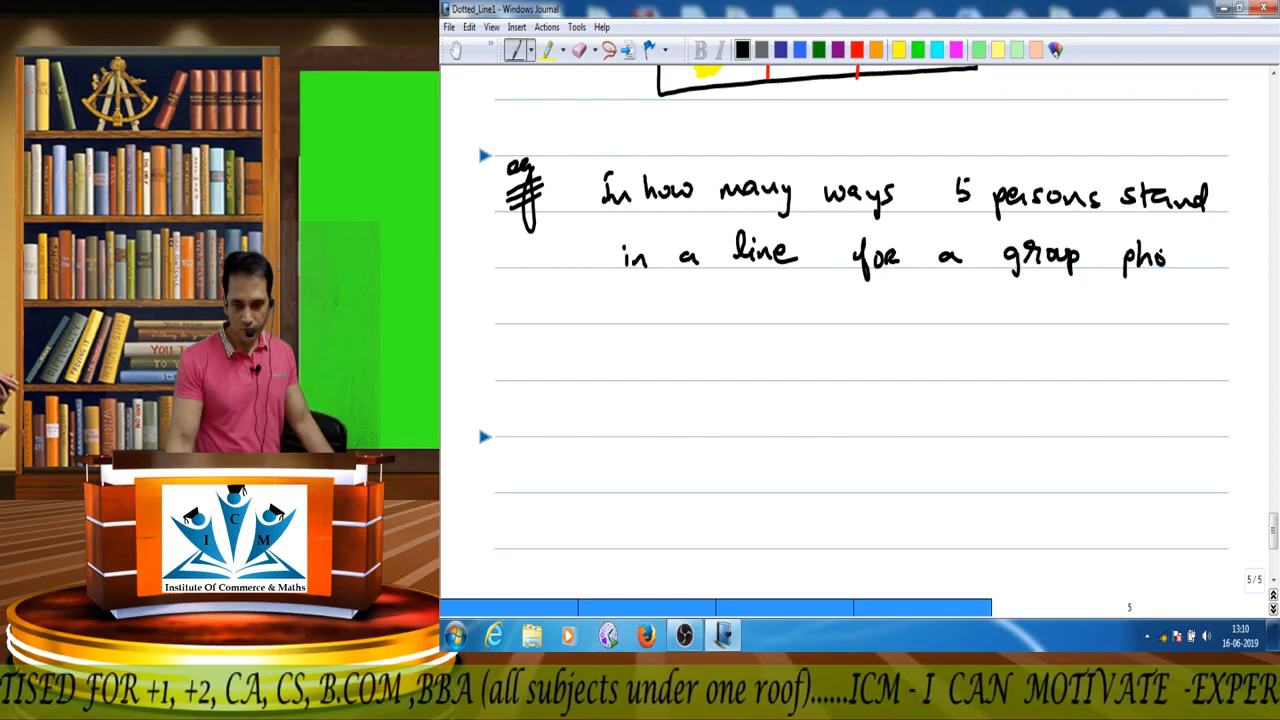 Dotted_Line1 - Windows Journal
File Edit View Insert Actions Tools Help
B I
eg
In how many ways 5 persons stand
in a line for a group pho
I C M
Institute Of Commerce & Maths
5 / 5
5
13:10
16-06-2019
TISED FOR +1, +2, CA, CS, B.COM ,BBA (all subjects under one roof)......ICM - I CAN MOTIVATE -EXPER